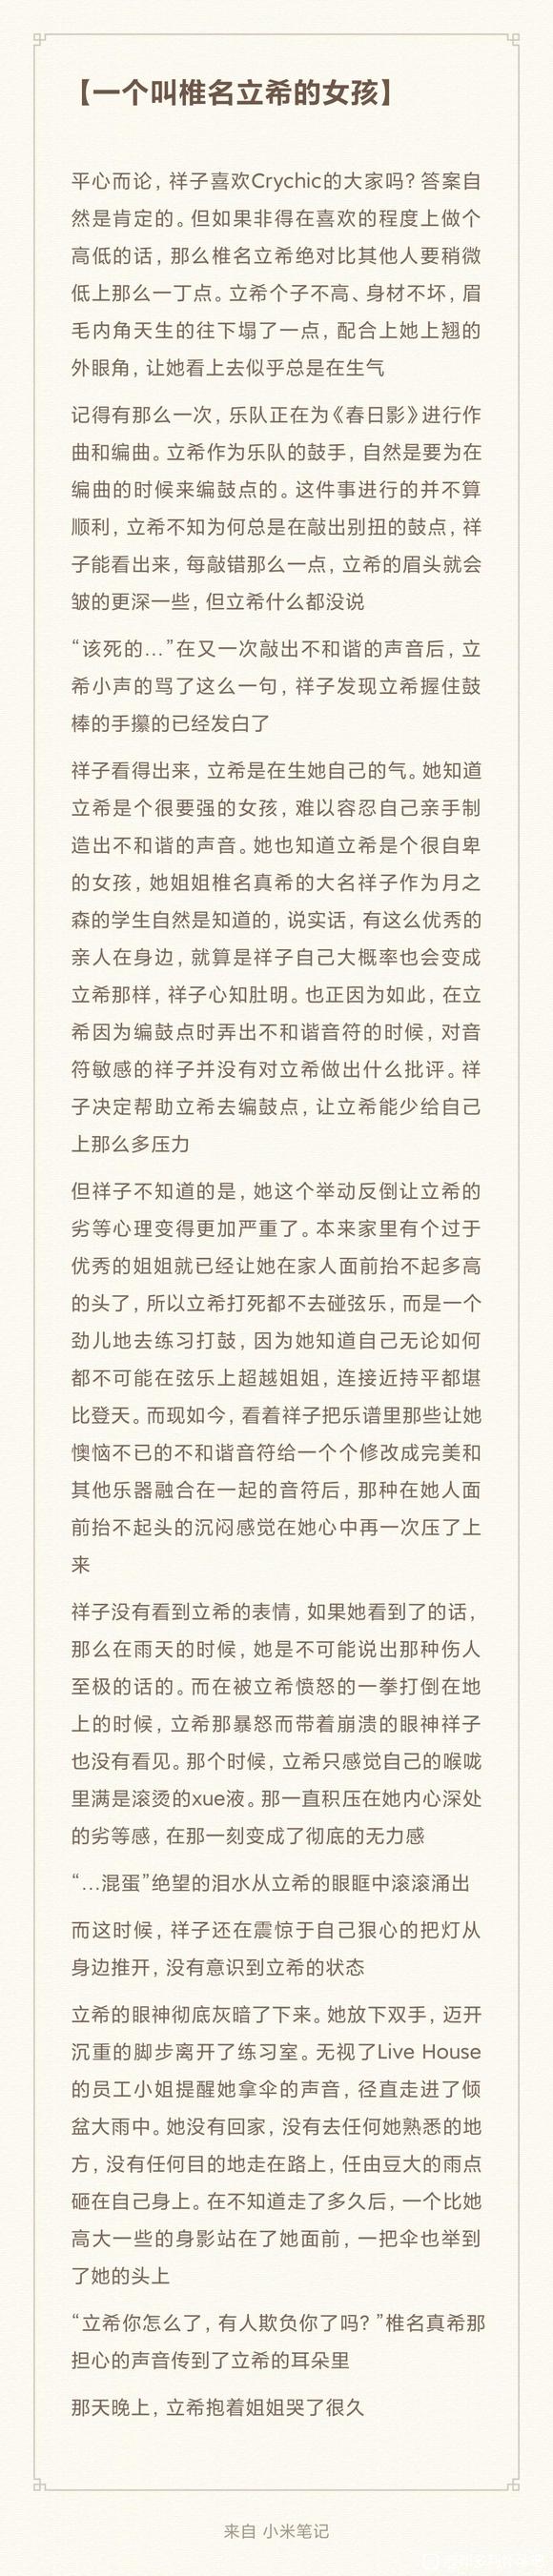 【一个叫椎名立希的女孩】
平心而论，祥子喜欢Crychic的大家吗？答案自
然是肯定的。但如果非得在喜欢的程度上做个
高低的话，那么椎名立希绝对比其他人要稍微
低上那么一丁点。立希个子不高、身材不坏，眉
毛内角天生的往下塌了一点，配合上她上翘的
外眼角，让她看上去似乎总是在生气
记得有那么一次，乐队正在为《春日影》进行作
曲和编曲。立希作为乐队的鼓手，自然是要为在
编曲的时候来编鼓点的。这件事进行的并不算
顺利，立希不知为何总是在敲出别扭的鼓点，祥
子能看出来，每敲错那么一点，立希的眉头就会
皱的更深一些，但立希什么都没说
“该死的…”在又一次敲出不和谐的声音后，立
希小声的骂了这么一句，祥子发现立希握住鼓
棒的手攥的已经发白了
祥子看得出来，立希是在生她自己的气。她知道
立希是个很要强的女孩，难以容忍自己亲手制
造出不和谐的声音。她也知道立希是个很自卑
的女孩，她姐姐椎名真希的大名祥子作为月之
森的学生自然是知道的，说实话，有这么优秀的
亲人在身边，就算是祥子自己大概率也会变成
立希那样，祥子心知肚明。也正因为如此，在立
希因为编鼓点时弄出不和谐音符的时候，对音
符敏感的祥子并没有对立希做出什么批评。祥
子决定帮助立希去编鼓点，让立希能少给自己
上那么多压力
但祥子不知道的是，她这个举动反倒让立希的
劣等心理变得更加严重了。本来家里有个过于
优秀的姐姐就已经让她在家人面前抬不起多高
的头了，所以立希打死都不去碰弦乐，而是一个
劲儿地去练习打鼓，因为她知道自己无论如何
都不可能在弦乐上超越姐姐，连接近持平都堪
比登天。而现如今，看着祥子把乐谱里那些让她
懊恼不已的不和谐音符给一个个修改成完美和
其他乐器融合在一起的音符后，那种在她人面
前抬不起头的沉闷感觉在她心中再一次压了上
来
祥子没有看到立希的表情，如果她看到了的话，
那么在雨天的时候，她是不可能说出那种伤人
至极的话的。而在被立希愤怒的一拳打倒在地
上的时候，立希那暴怒而带着崩溃的眼神祥子
也没有看见。那个时候，立希只感觉自己的喉咙
里满是滚烫的xue液。那一直积压在她内心深处
的劣等感，在那一刻变成了彻底的无力感
“…混蛋”绝望的泪水从立希的眼眶中滚滚涌出
而这时候，祥子还在震惊于自己狠心的把灯从
身边推开，没有意识到立希的状态
立希的眼神彻底灰暗了下来。她放下双手，迈开
沉重的脚步离开了练习室。无视了Live House
的员工小姐提醒她拿伞的声音，径直走进了倾
盆大雨中。她没有回家，没有去任何她熟悉的地
方，没有任何目的地走在路上，任由豆大的雨点
砸在自己身上。在不知道走了多久后，一个比她
高大一些的身影站在了她面前，一把伞也举到
了她的头上
“立希你怎么了，有人欺负你了吗？”椎名真希那
担心的声音传到了立希的耳朵里
那天晚上，立希抱着姐姐哭了很久
来自 小米笔记